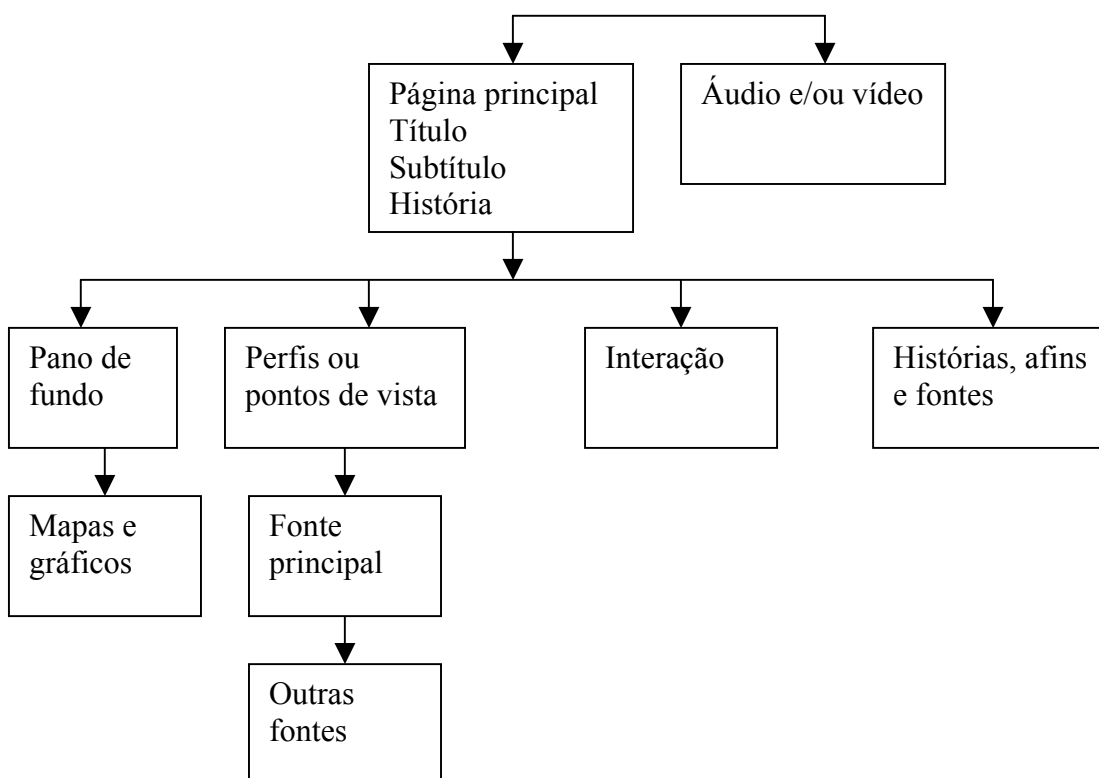 Página principal
Título
Subtítulo
História
Áudio e/ou vídeo
Pano de
fundo
Perfis ou
pontos de vista
Interação
Histórias, afins
e fontes
Mapas e
gráficos
Fonte
principal
Outras
fontes